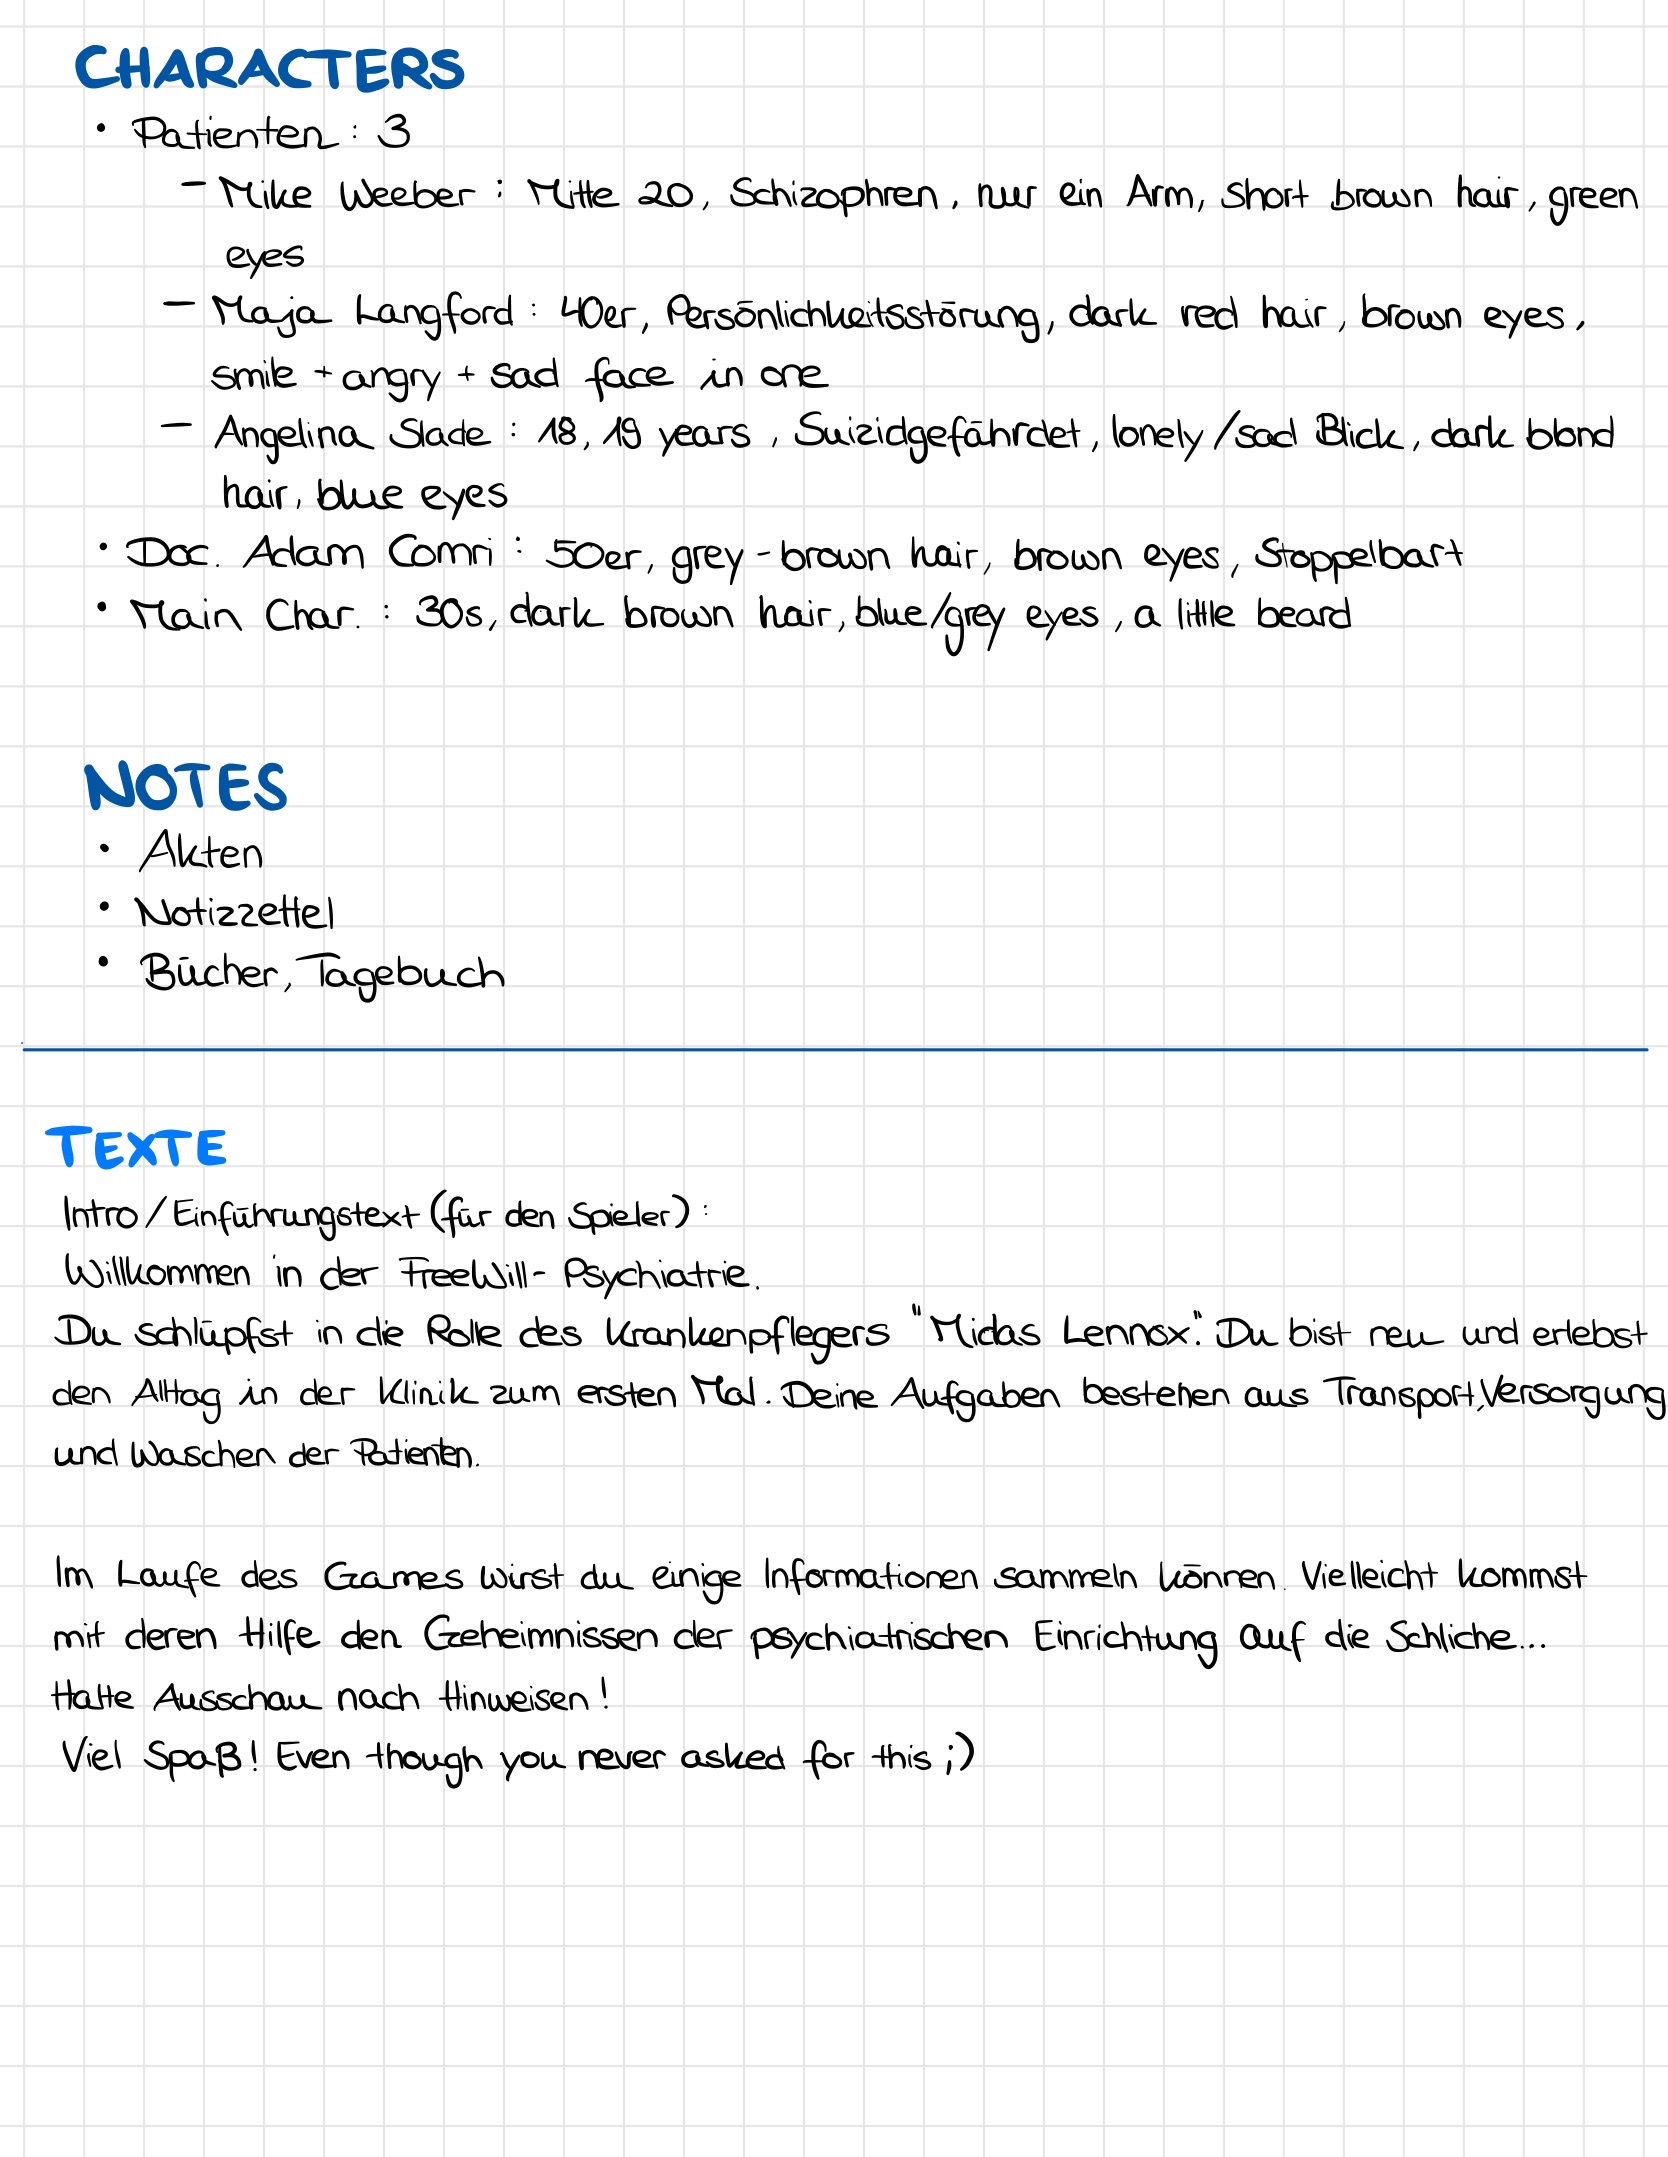 CHARACTERS
• Patienten : 3
– Mike Weeber : Mitte 20, Schizophren, nur ein Arm, short brown hair, green
eyes
– Maja Langford : 40er, Persönlichkeitsstörung, dark red hair, brown eyes,
smile + angry + sad face in one
– Angelina Slade : 18, 19 years, Suizidgefährdet, lonely/sad Blick, dark blond
hair, blue eyes
• Doc. Adam Comri : 50er, grey-brown hair, brown eyes, Stoppelbart
• Main Char. : 30s, dark brown hair, blue/grey eyes, a little beard
NOTES
• Akten
• Notizzettel
• Bücher, Tagebuch
TEXTE
Intro/Einführungstext (für den Spieler) :
Willkommen in der FreeWill-Psychiatrie.
Du schlüpfst in die Rolle des Krankenpflegers "Midas Lennox". Du bist neu und erlebst
den Alltag in der Klinik zum ersten Mal. Deine Aufgaben bestehen aus Transport, Versorgung
und Waschen der Patienten.
Im Laufe des Games wirst du einige Informationen sammeln können. Vielleicht kommst
mit deren Hilfe den Geheimnissen der psychiatrischen Einrichtung auf die Schliche...
Halte Ausschau nach Hinweisen!
Viel Spaß! Even though you never asked for this ;)